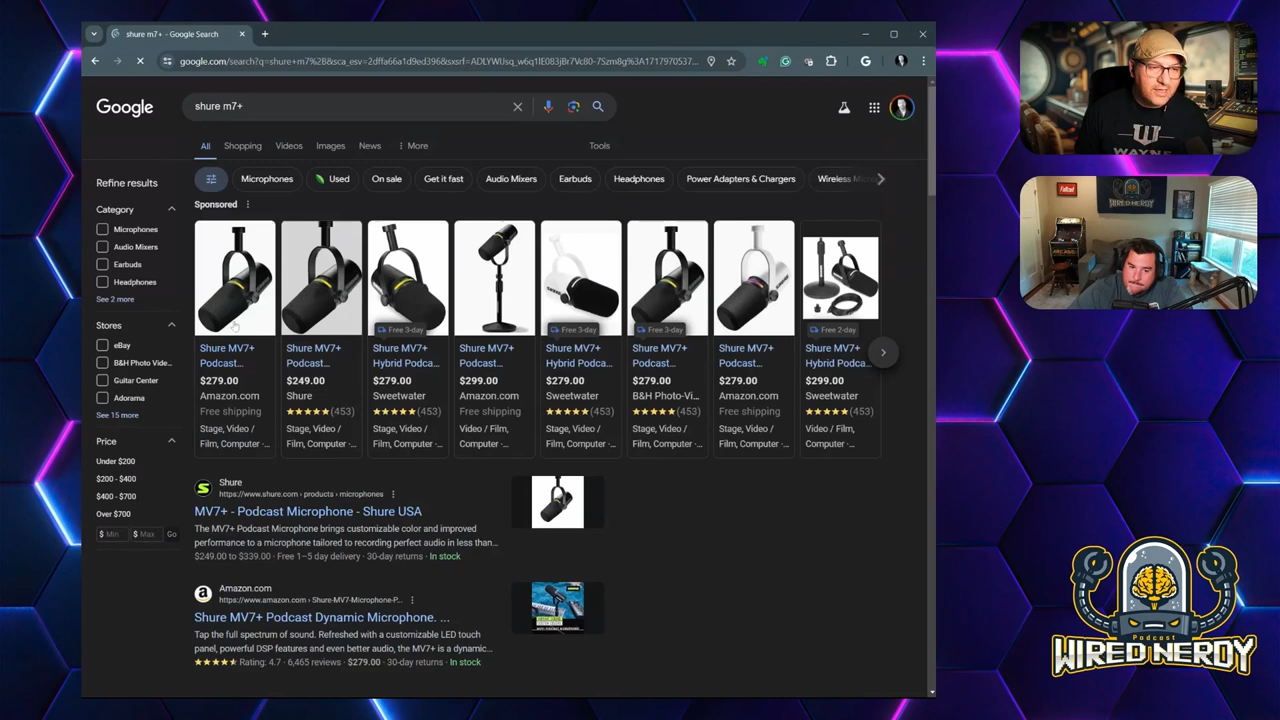 shure m7+ - Google Search
google.com/search?q=shure+m7%2B&sca_esv=2dffa66a1d9ed396&sxsrf=ADLYWIJsq_w6q1IE083jBr7Vc80-7Szm8g%3A1717970537...
Google
shure m7+
All
Shopping
Videos
Images
News
More
Tools
Refine results
Microphones
Used
On sale
Get it fast
Audio Mixers
Earbuds
Headphones
Power Adapters & Chargers
Sponsored
Category
Microphones
Audio Mixers
Earbuds
Headphones
See 2 more
Stores
eBay
B&H Photo Vide...
Guitar Center
Adorama
See 15 more
Price
Under $200
$200 - $400
$400 - $700
Over $700
$ Min
$ Max
Go
Shure MV7+
Podcast...
$279.00
Amazon.com
Free shipping
Stage, Video /
Film, Computer ·...
Shure MV7+
Podcast...
$249.00
Shure
(453)
Stage, Video /
Film, Computer ·...
Free 3-day
Shure MV7+
Hybrid Podca...
$279.00
Sweetwater
(453)
Stage, Video /
Film, Computer ·...
Shure MV7+
Podcast...
$299.00
Amazon.com
Free shipping
Video / Film,
Computer ·...
Free 3-day
Shure MV7+
Hybrid Podca...
$279.00
Sweetwater
(453)
Stage, Video /
Film, Computer ·...
Free 3-day
Shure MV7+
Podcast...
$279.00
B&H Photo-Vi...
(453)
Stage, Video /
Film, Computer ·...
Shure MV7+
Podcast...
$279.00
Amazon.com
Free shipping
Stage, Video /
Film, Computer ·...
Free 2-day
Shure MV7+
Hybrid Podca...
$299.00
Sweetwater
(453)
Video / Film,
Computer ·...
Shure
https://www.shure.com › products › microphones
MV7+ - Podcast Microphone - Shure USA
The MV7+ Podcast Microphone brings customizable color and improved
performance to a microphone tailored to recording perfect audio in less than...
$249.00 to $339.00 · Free 1–5 day delivery · 30-day returns · In stock
Amazon.com
https://www.amazon.com › Shure-MV7-Microphone-P...
Shure MV7+ Podcast Dynamic Microphone. ...
Tap the full spectrum of sound. Refreshed with a customizable LED touch
panel, powerful DSP features and even better audio, the MV7+ is a dynamic...
Rating: 4.7 · 6,465 reviews · $279.00 · 30-day returns · In stock
WAYNE
Fallout
WIRED NERDY
Podcast
WIRED NERDY